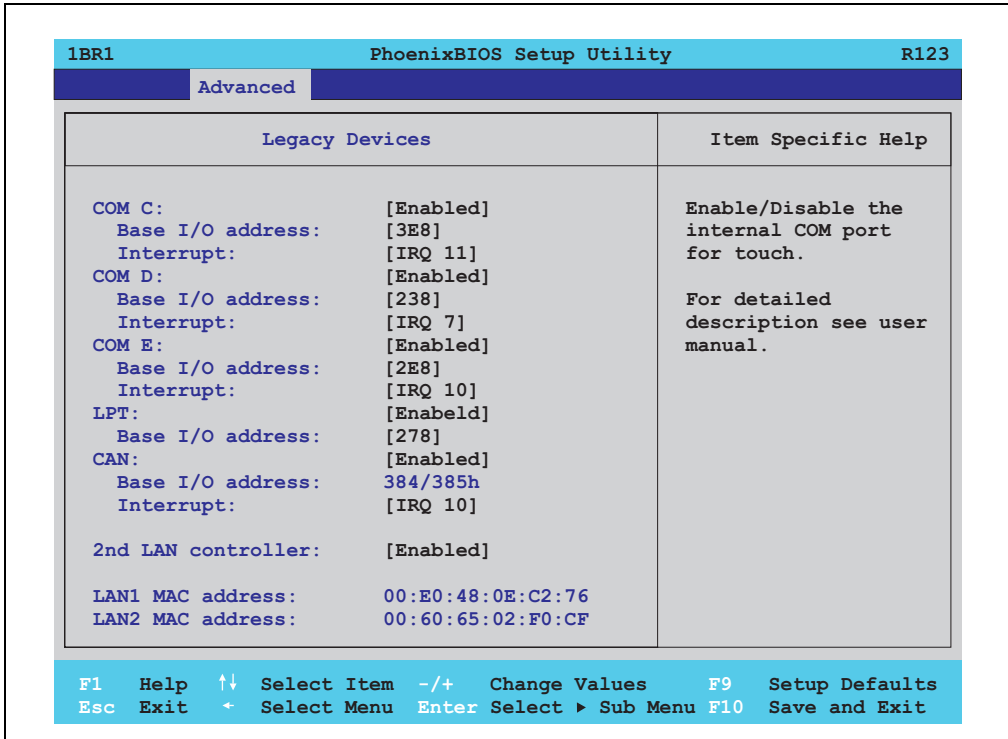 1BR1 PhoenixBIOS Setup Utility R123
Advanced
Legacy Devices
Item Specific Help
COM C: [Enabled]
Base I/O address: [3E8]
Interrupt: [IRQ 11]
COM D: [Enabled]
Base I/O address: [238]
Interrupt: [IRQ 7]
COM E: [Enabled]
Base I/O address: [2E8]
Interrupt: [IRQ 10]
LPT: [Enabeld]
Base I/O address: [278]
CAN: [Enabled]
Base I/O address: 384/385h
Interrupt: [IRQ 10]
2nd LAN controller: [Enabled]
LAN1 MAC address: 00:E0:48:0E:C2:76
LAN2 MAC address: 00:60:65:02:F0:CF
Enable/Disable the
internal COM port
for touch.
For detailed
description see user
manual.
F1 Help ↑↓ Select Item -/+ Change Values F9 Setup Defaults
Esc Exit ← Select Menu Enter Select ▶ Sub Menu F10 Save and Exit